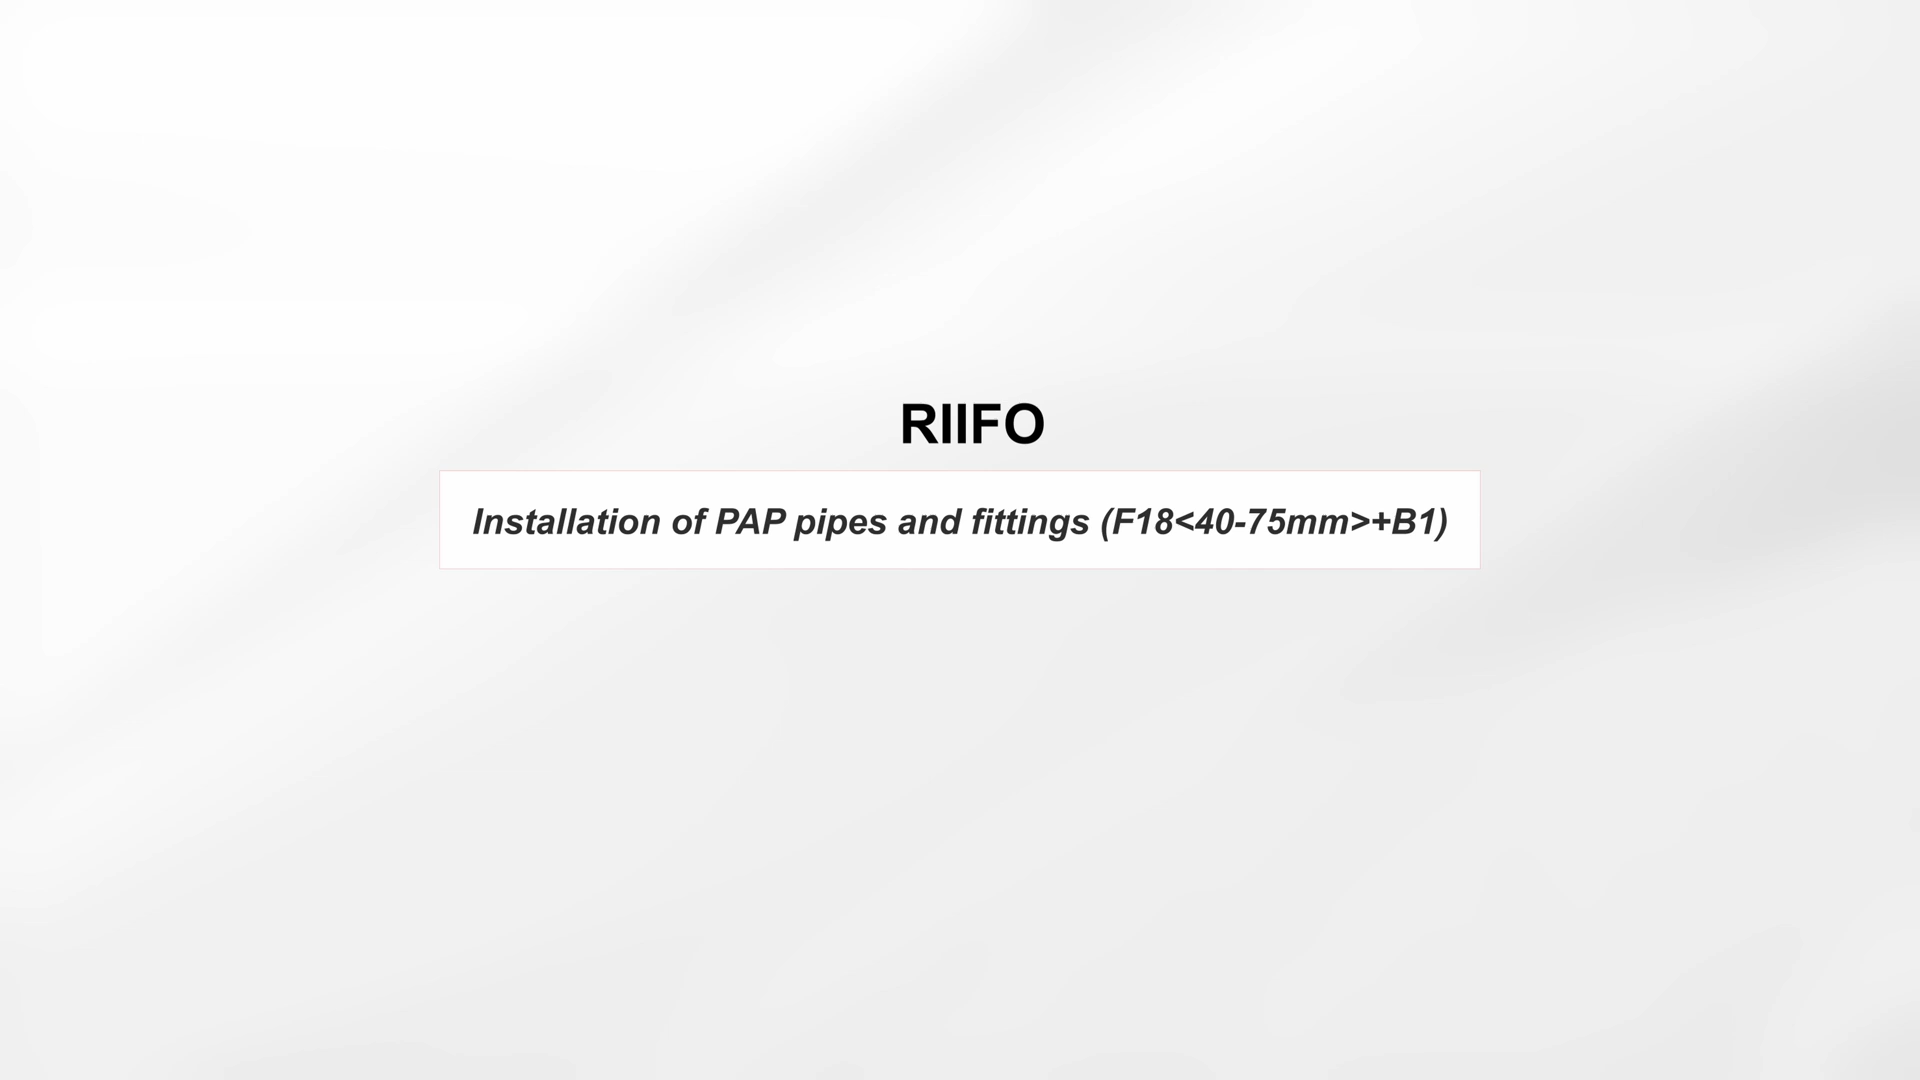 RIIFO
Installation of PAP pipes and fittings (F18<40-75mm>+B1)